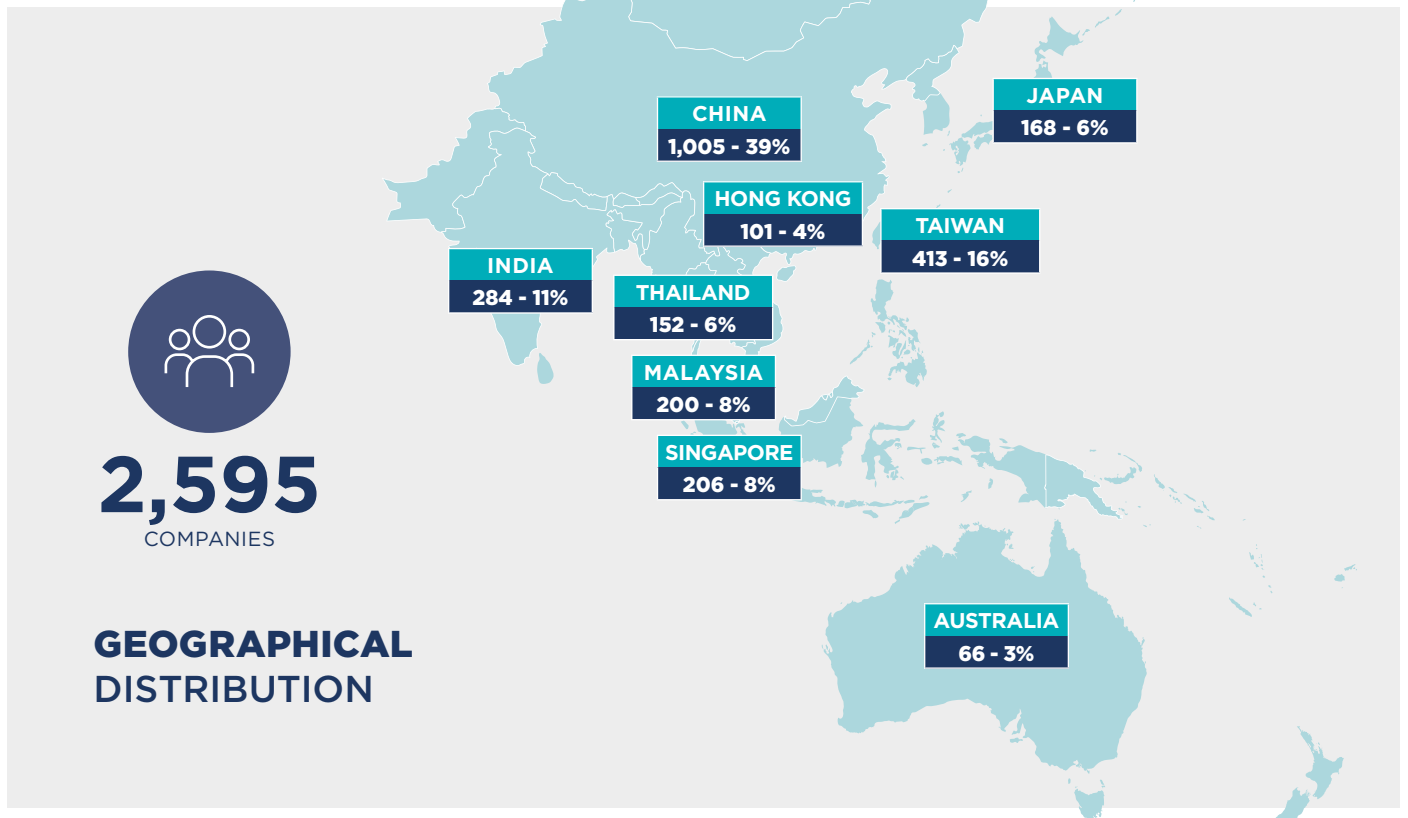 JAPAN
168 - 6%
CHINA
1,005 - 39%
HONG KONG
101 - 4%
TAIWAN
413 - 16%
INDIA
284 - 11%
THAILAND
152 - 6%
MALAYSIA
200 - 8%
SINGAPORE
206 - 8%
2,595
COMPANIES
AUSTRALIA
66 - 3%
GEOGRAPHICAL
DISTRIBUTION